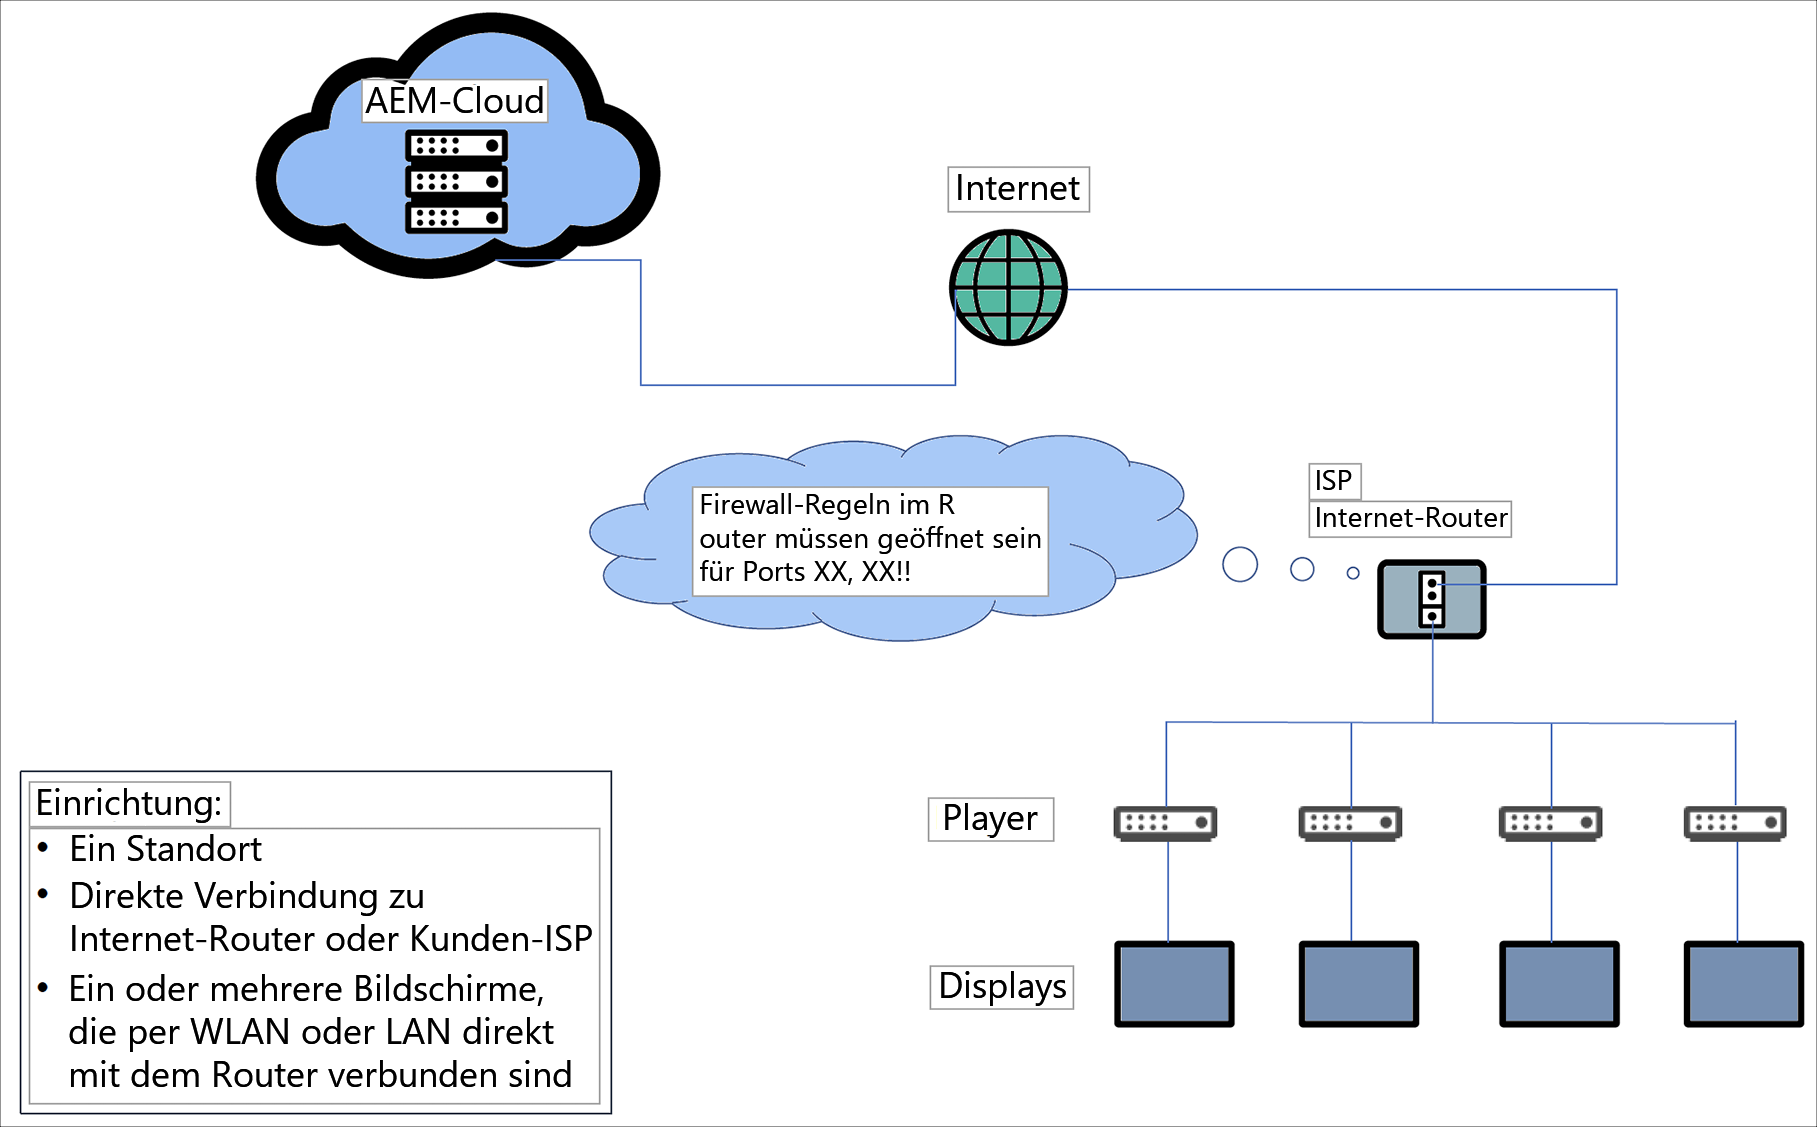 AEM-Cloud
Internet
ISP
Internet-Router
Firewall-Regeln im R
outer müssen geöffnet sein
für Ports XX, XX!!
Player
Displays
Einrichtung:
• Ein Standort
• Direkte Verbindung zu
Internet-Router oder Kunden-ISP
• Ein oder mehrere Bildschirme,
die per WLAN oder LAN direkt
mit dem Router verbunden sind